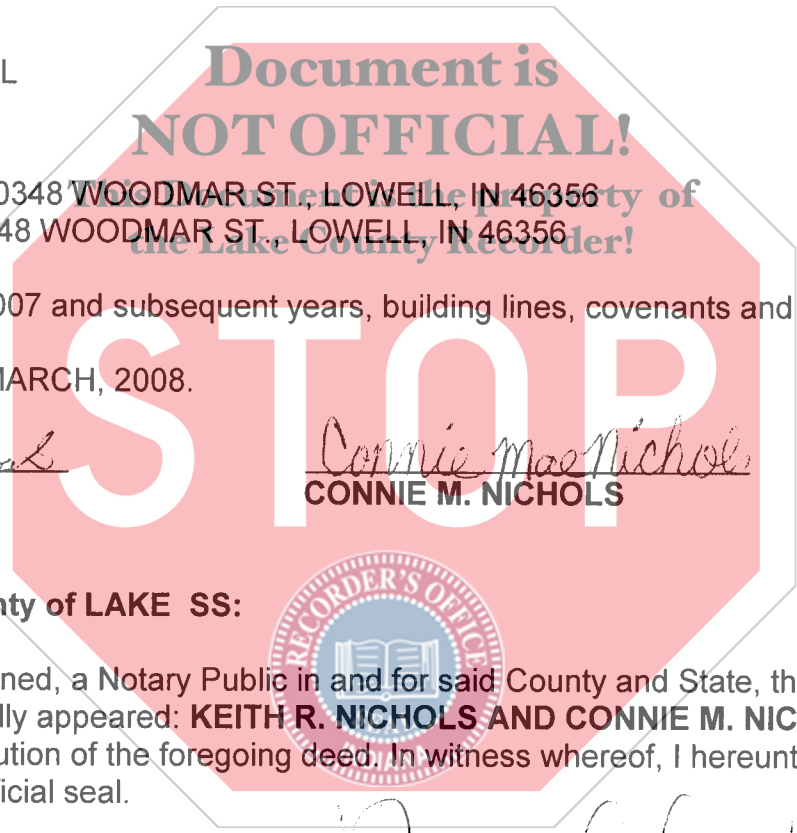 L
Document is
NOT OFFICIAL!
0348 WOODMAR ST., LOWELL, IN 46356
This Document is the property of
48 WOODMAR ST., LOWELL, IN 46356
the Lake County Recorder!
007 and subsequent years, building lines, covenants and
MARCH, 2008.
STOP
Connie Mae Nichols
CONNIE M. NICHOLS
nty of LAKE SS:
RECORDER'S OFFICE
ned, a Notary Public in and for said County and State, th
lly appeared: KEITH R. NICHOLS AND CONNIE M. NIC
ution of the foregoing deed. In witness whereof, I hereunt
INDIANA
icial seal.